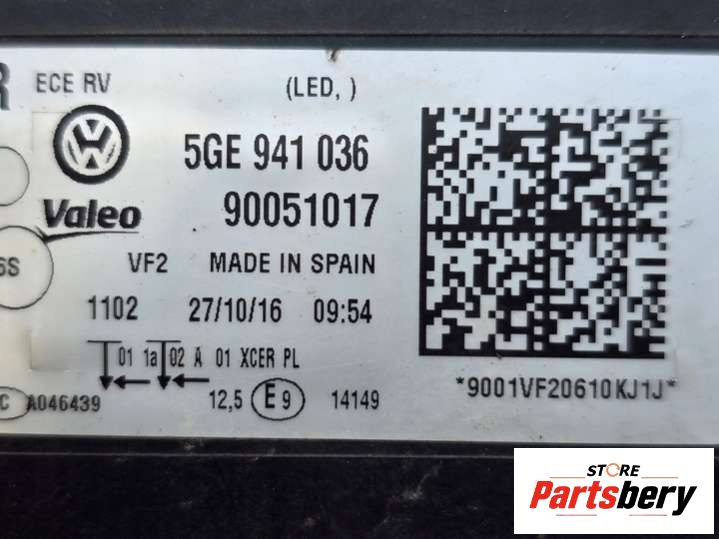 R ECE RV (LED, )
5GE 941 036
Valeo 90051017
6S VF2 MADE IN SPAIN
1102 27/10/16 09:54
01 1a 02 A 01 XCER PL
*9001VF20610KJ1J*
C A046439 12,5 E9 14149
STORE
Partsbery